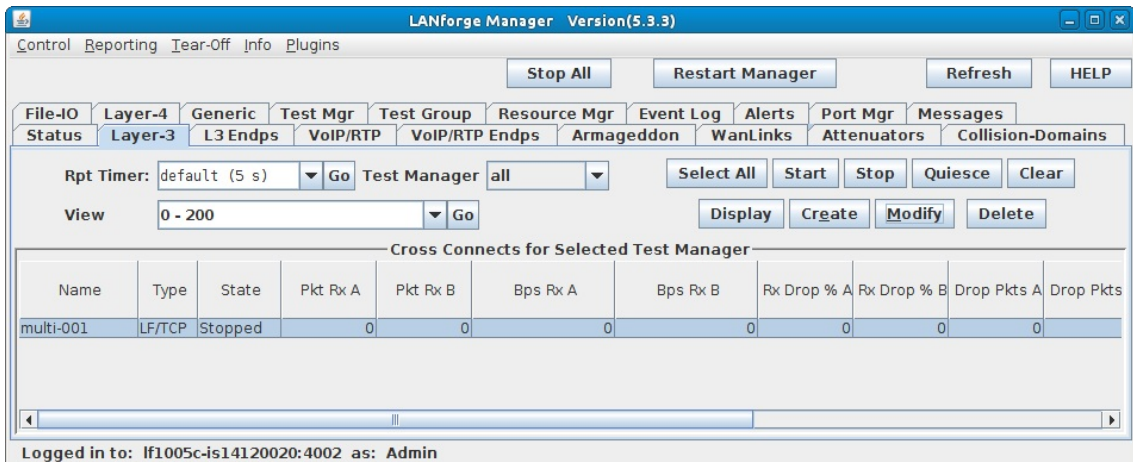 LANforge Manager Version(5.3.3)
Control Reporting Tear-Off Info Plugins
Stop All Restart Manager Refresh HELP
File-IO Layer-4 Generic Test Mgr Test Group Resource Mgr Event Log Alerts Port Mgr Messages
Status Layer-3 L3 Endps VoIP/RTP VoIP/RTP Endps Armageddon WanLinks Attenuators Collision-Domains
Rpt Timer: default (5 s) Go Test Manager all Select All Start Stop Quiesce Clear
View 0 - 200 Go Display Create Modify Delete
Cross Connects for Selected Test Manager
Name Type State Pkt Rx A Pkt Rx B Bps Rx A Bps Rx B Rx Drop % A Rx Drop % B Drop Pkts A Drop Pkts
multi-001 LF/TCP Stopped 0 0 0 0 0 0 0
Logged in to: lf1005c-is14120020:4002 as: Admin